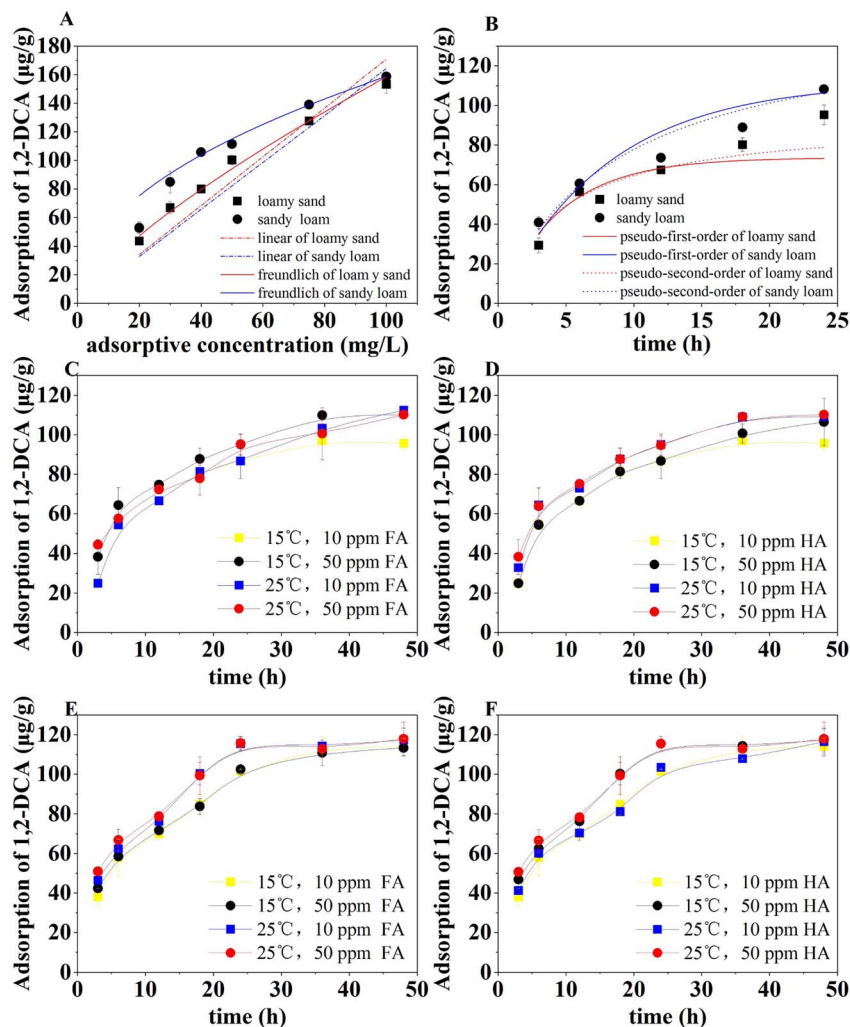 A
Adsorption of 1,2-DCA (μg/g)
180
160
140
120
100
80
60
40
20
0
loamy sand
sandy loam
linear of loamy sand
linear of sandy loam
freundlich of loam y sand
freundlich of sandy loam
0 20 40 60 80 100
adsorptive concentration (mg/L)
B
Adsorption of 1,2-DCA (μg/g)
120
100
80
60
40
20
0
loamy sand
sandy loam
pseudo-first-order of loamy sand
pseudo-first-order of sandy loam
pseudo-second-order of loamy sand
pseudo-second-order of sandy loam
0 5 10 15 20 25
time (h)
C
Adsorption of 1,2-DCA (μg/g)
120
100
80
60
40
20
0
15℃, 10 ppm FA
15℃, 50 ppm FA
25℃, 10 ppm FA
25℃, 50 ppm FA
0 10 20 30 40 50
time (h)
D
Adsorption of 1,2-DCA (μg/g)
120
100
80
60
40
20
0
15℃, 10 ppm HA
15℃, 50 ppm HA
25℃, 10 ppm HA
25℃, 50 ppm HA
0 10 20 30 40 50
time (h)
E
Adsorption of 1,2-DCA (μg/g)
120
100
80
60
40
20
0
15℃, 10 ppm FA
15℃, 50 ppm FA
25℃, 10 ppm FA
25℃, 50 ppm FA
0 10 20 30 40 50
time (h)
F
Adsorption of 1,2-DCA (μg/g)
120
100
80
60
40
20
0
15℃, 10 ppm HA
15℃, 50 ppm HA
25℃, 10 ppm HA
25℃, 50 ppm HA
0 10 20 30 40 50
time (h)